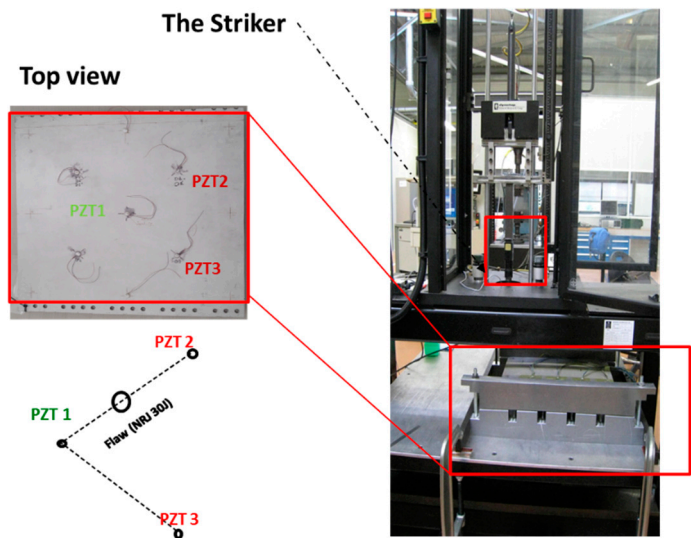 The Striker
Top view
PZT2
PZT1
PZT3
PZT 2
PZT 1
Flaw (NRJ 30J)
PZT 3